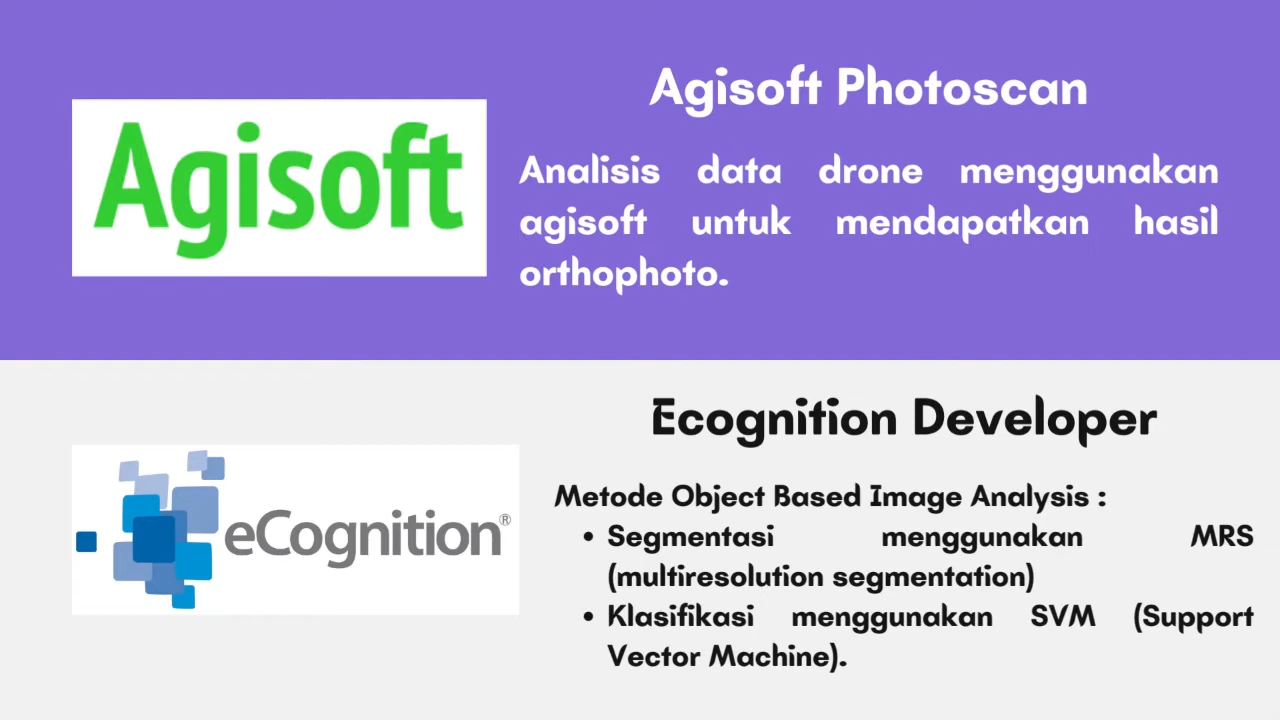 Agisoft
Agisoft Photoscan
Analisis data drone menggunakan
agisoft untuk mendapatkan hasil
orthophoto.
eCognition®
Ecognition Developer
Metode Object Based Image Analysis :
• Segmentasi menggunakan MRS
(multiresolution segmentation)
• Klasifikasi menggunakan SVM (Support
Vector Machine).